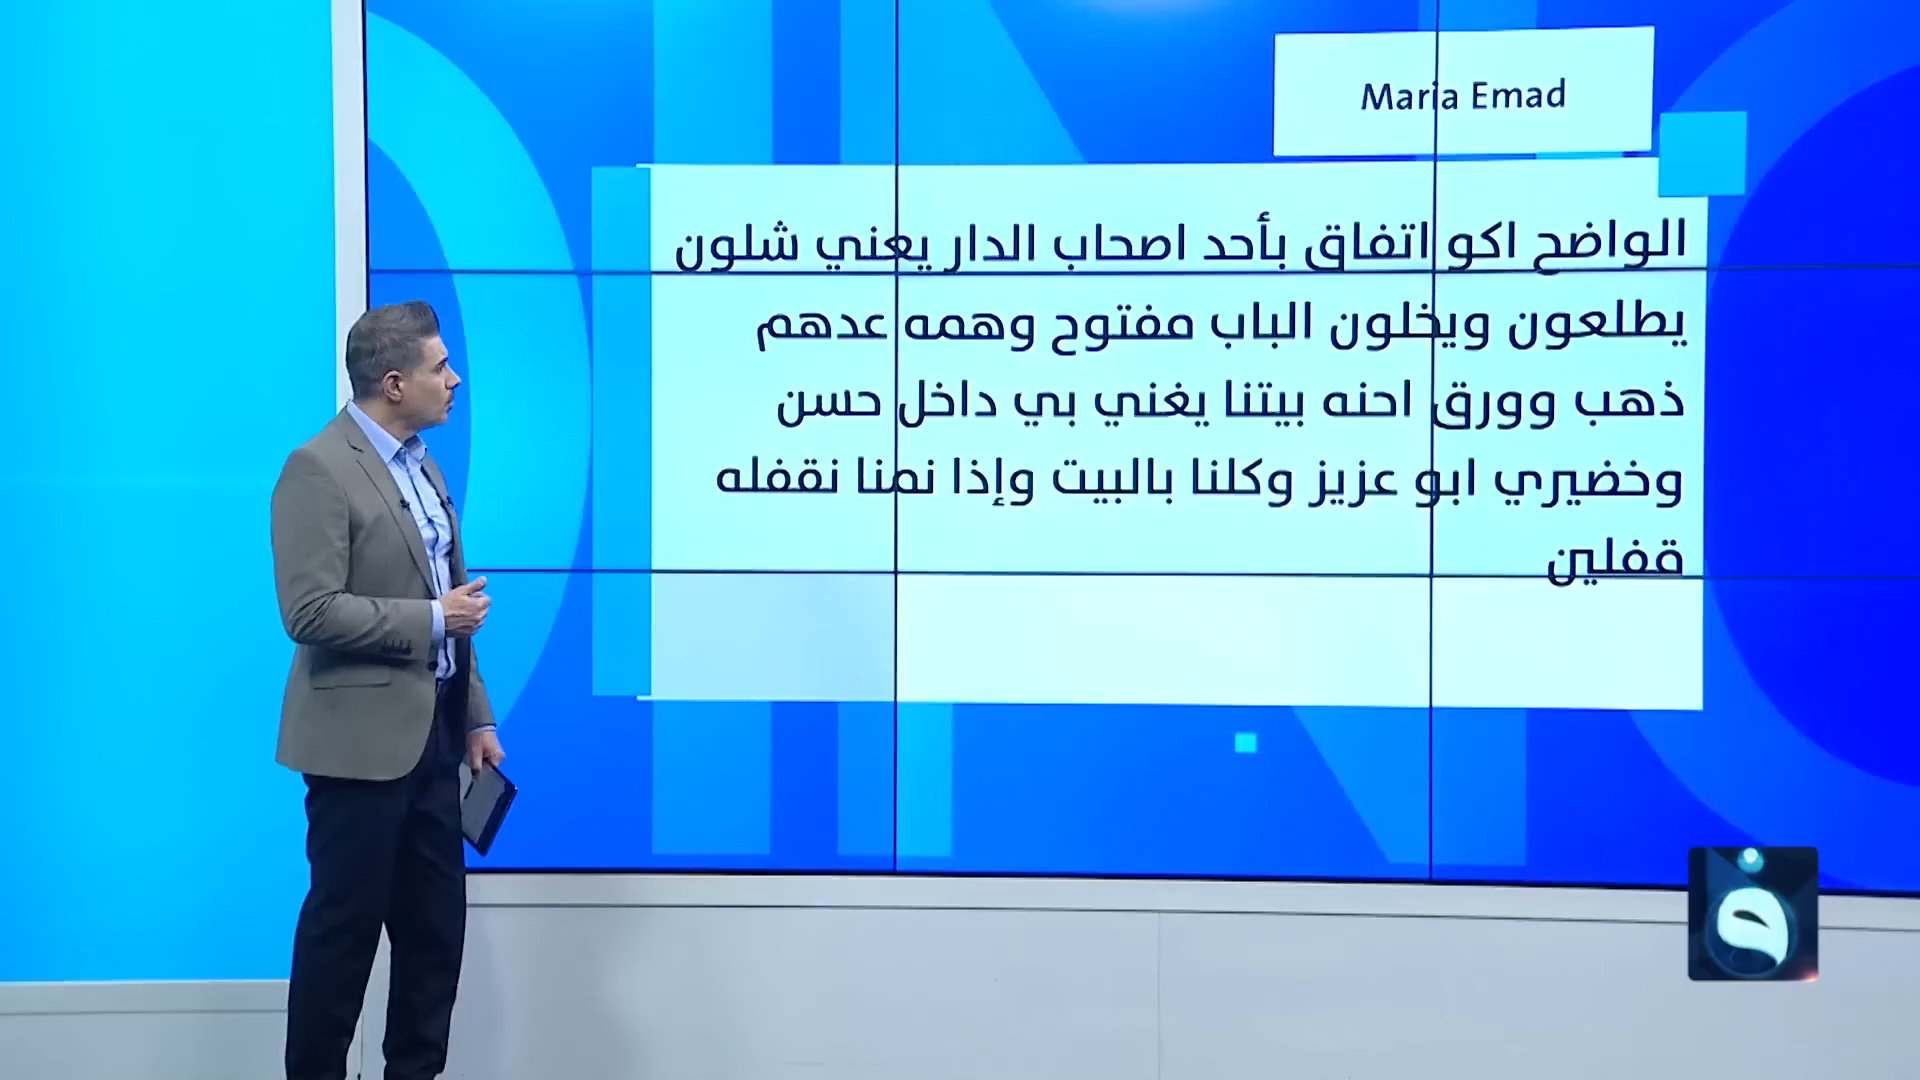 Maria Emad
الواضح اكو اتفاق بأحد اصحاب الدار يعني شلون
يطلعون ويخلون الباب مفتوح وهمه عدهم
ذهب وورق احنه بيتنا يغني بي داخل حسن
وخضيري ابو عزيز وكلنا بالبيت وإذا نمنا نقفله
قفلين